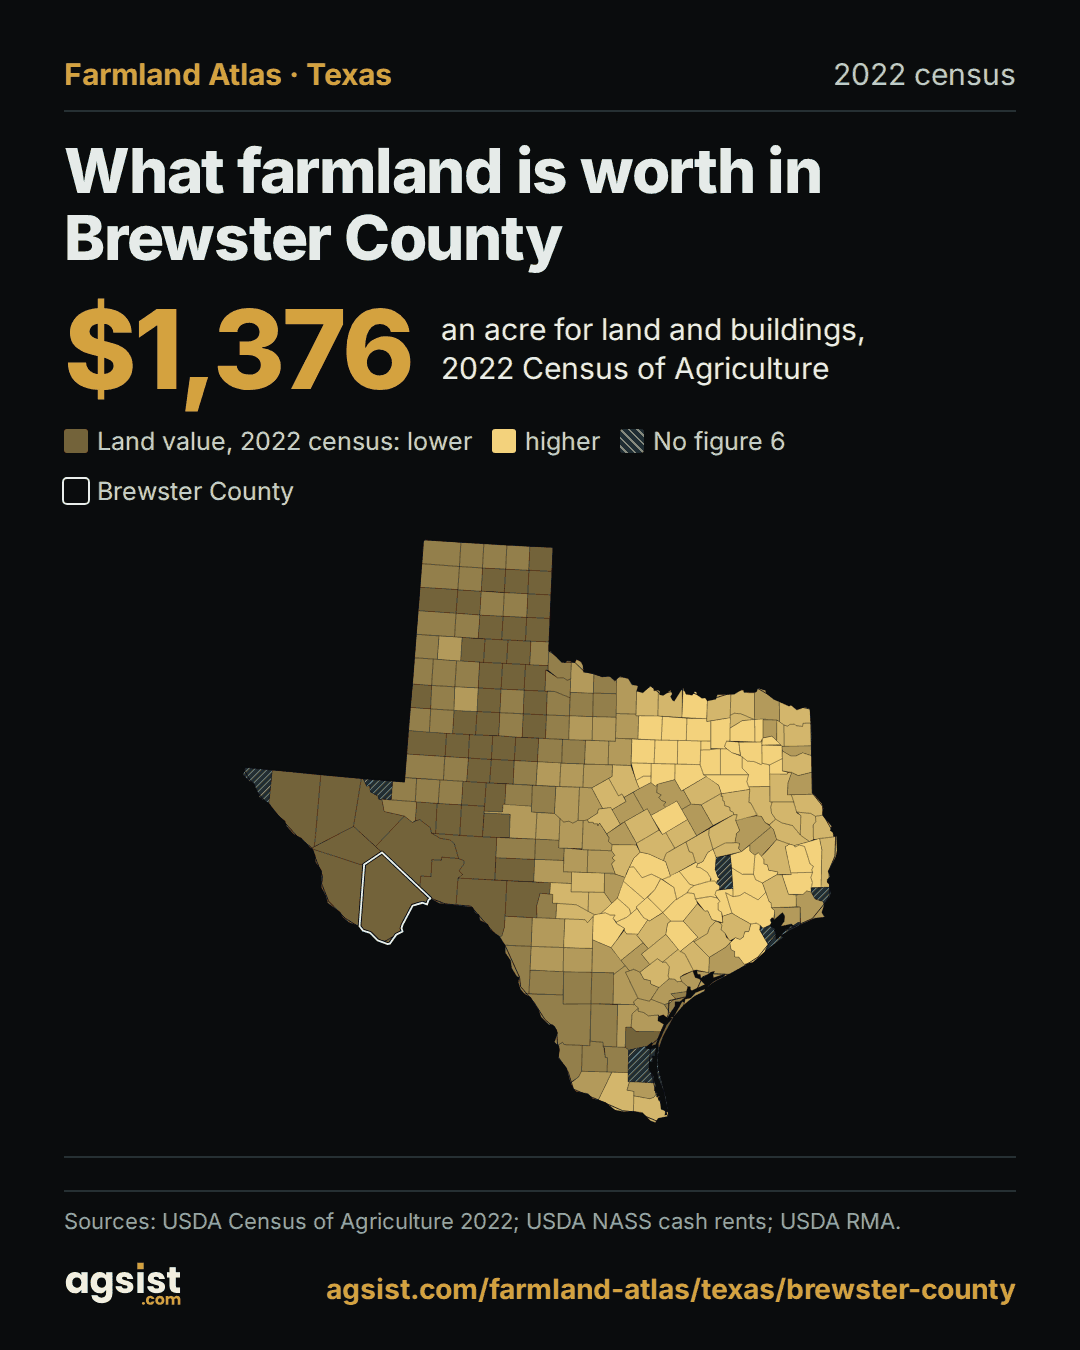 Farmland Atlas · Texas
2022 census
What farmland is worth in
Brewster County
$1,376
an acre for land and buildings,
2022 Census of Agriculture
Land value, 2022 census: lower
higher
No figure 6
Brewster County
Sources: USDA Census of Agriculture 2022; USDA NASS cash rents; USDA RMA.
agsist
.com
agsist.com/farmland-atlas/texas/brewster-county